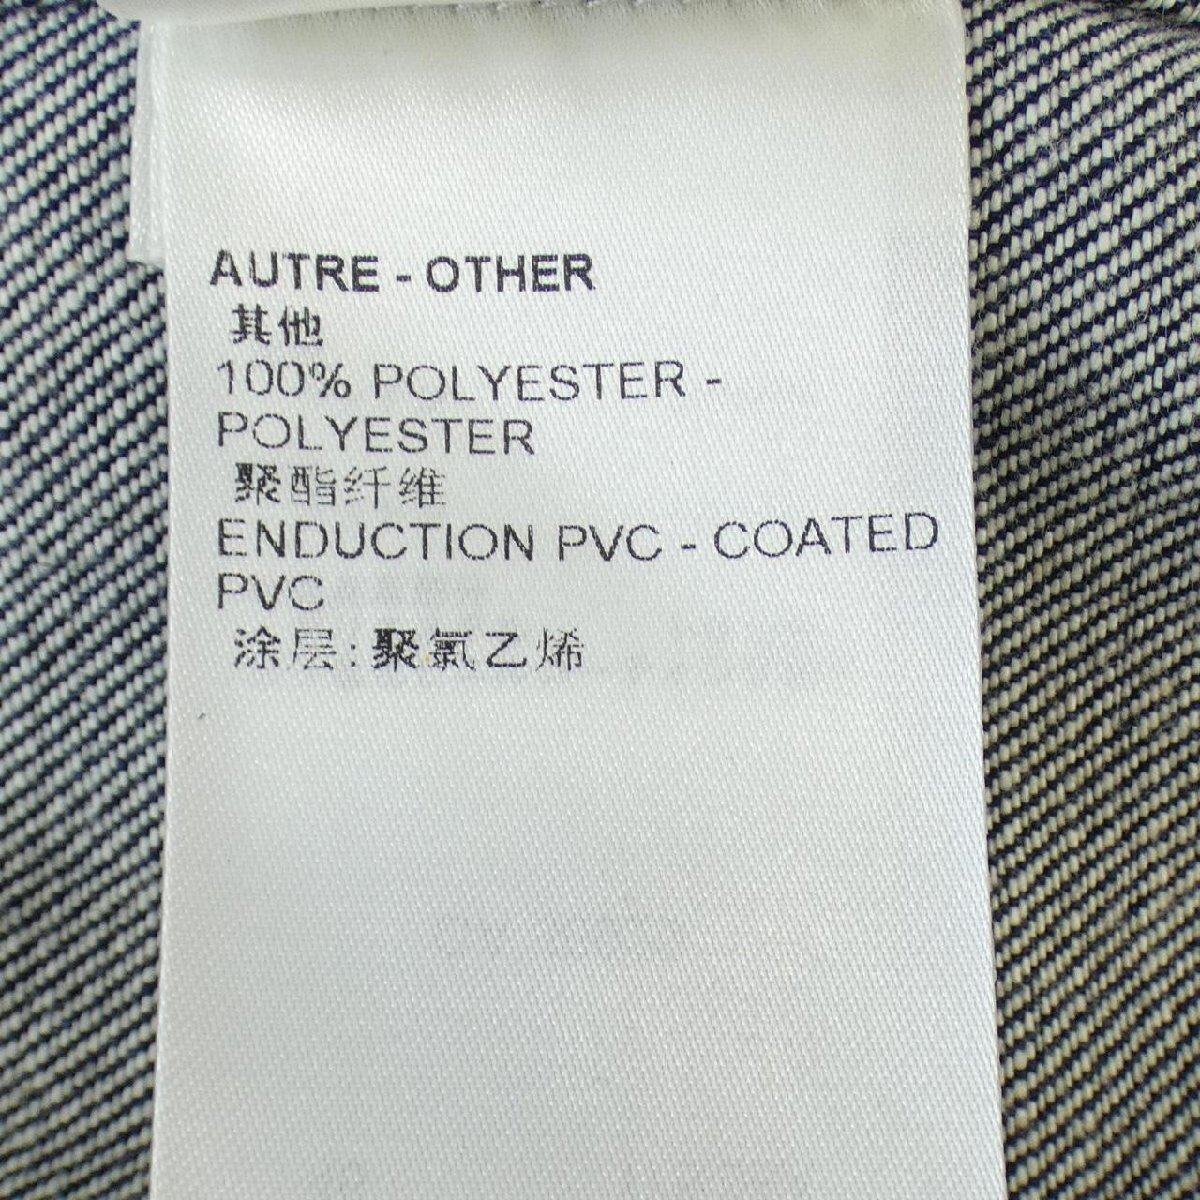 AUTRE - OTHER
其他
100% POLYESTER -
POLYESTER
聚酯纤维
ENDUCTION PVC - COATED
PVC
涂层: 聚氯乙烯